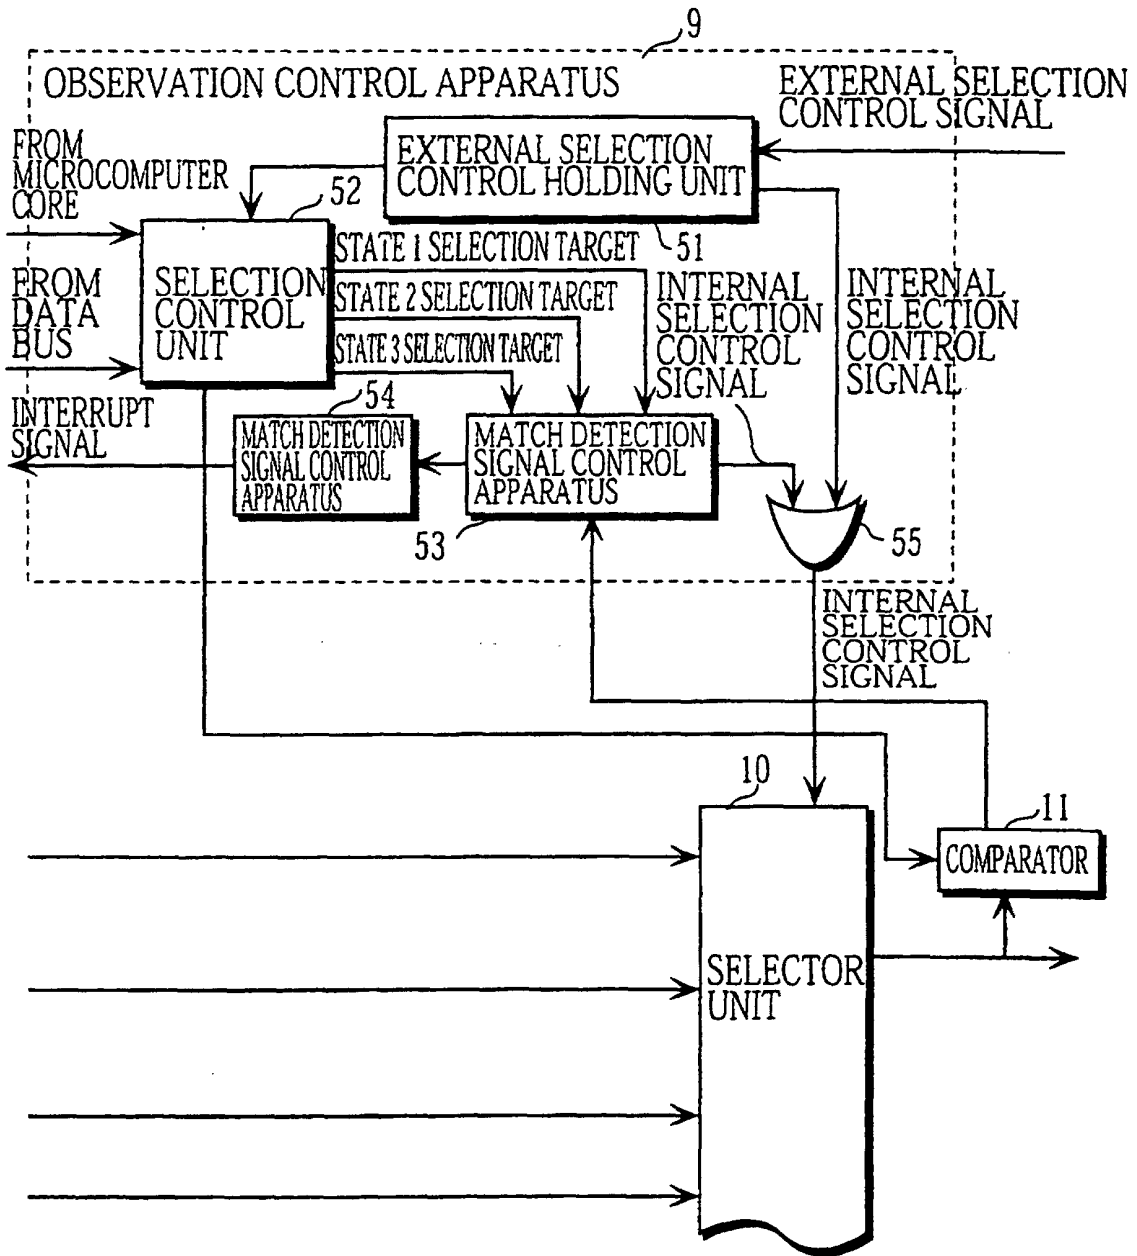 9
OBSERVATION CONTROL APPARATUS
EXTERNAL SELECTION
CONTROL SIGNAL
FROM
MICROCOMPUTER
CORE
EXTERNAL SELECTION
CONTROL HOLDING UNIT
51
52
SELECTION
CONTROL
UNIT
FROM
DATA
BUS
STATE 1 SELECTION TARGET
STATE 2 SELECTION TARGET
STATE 3 SELECTION TARGET
INTERNAL
SELECTION
CONTROL
SIGNAL
INTERNAL
SELECTION
CONTROL
SIGNAL
INTERRUPT
SIGNAL
54
MATCH DETECTION
SIGNAL CONTROL
APPARATUS
MATCH DETECTION
SIGNAL CONTROL
APPARATUS
53
55
INTERNAL
SELECTION
CONTROL
SIGNAL
10
11
COMPARATOR
SELECTOR
UNIT